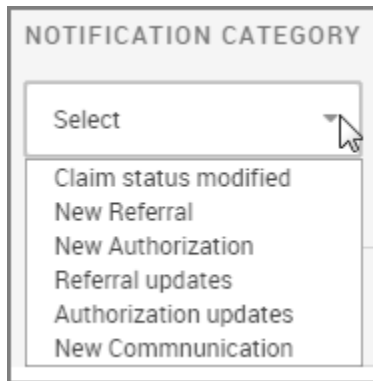 NOTIFICATION CATEGORY
Select
Claim status modified
New Referral
New Authorization
Referral updates
Authorization updates
New Commnunication